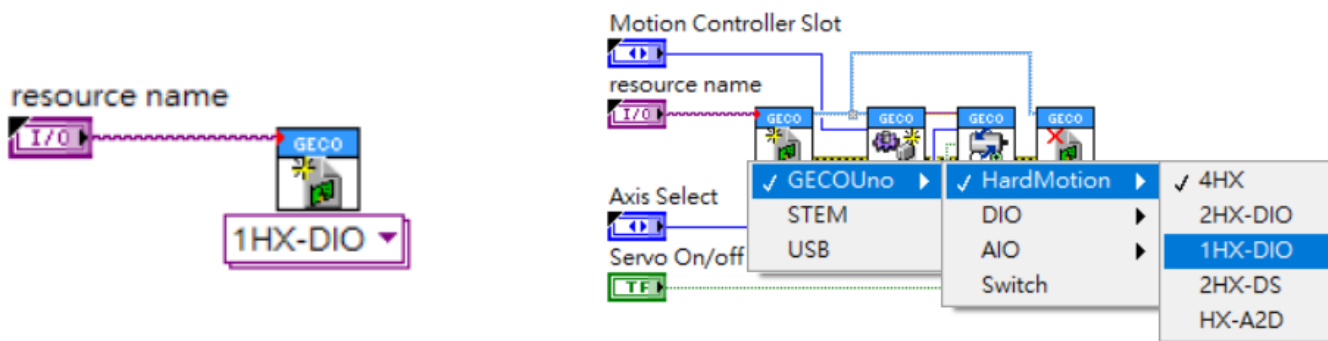 resource name
I/O
GECO
1HX-DIO
Motion Controller Slot
resource name
I/O
GECO GECO GECO GECO
Axis Select
Servo On/off
TF
✓ GECOUno
STEM
USB
✓ HardMotion
DIO
AIO
Switch
✓ 4HX
2HX-DIO
1HX-DIO
2HX-DS
HX-A2D